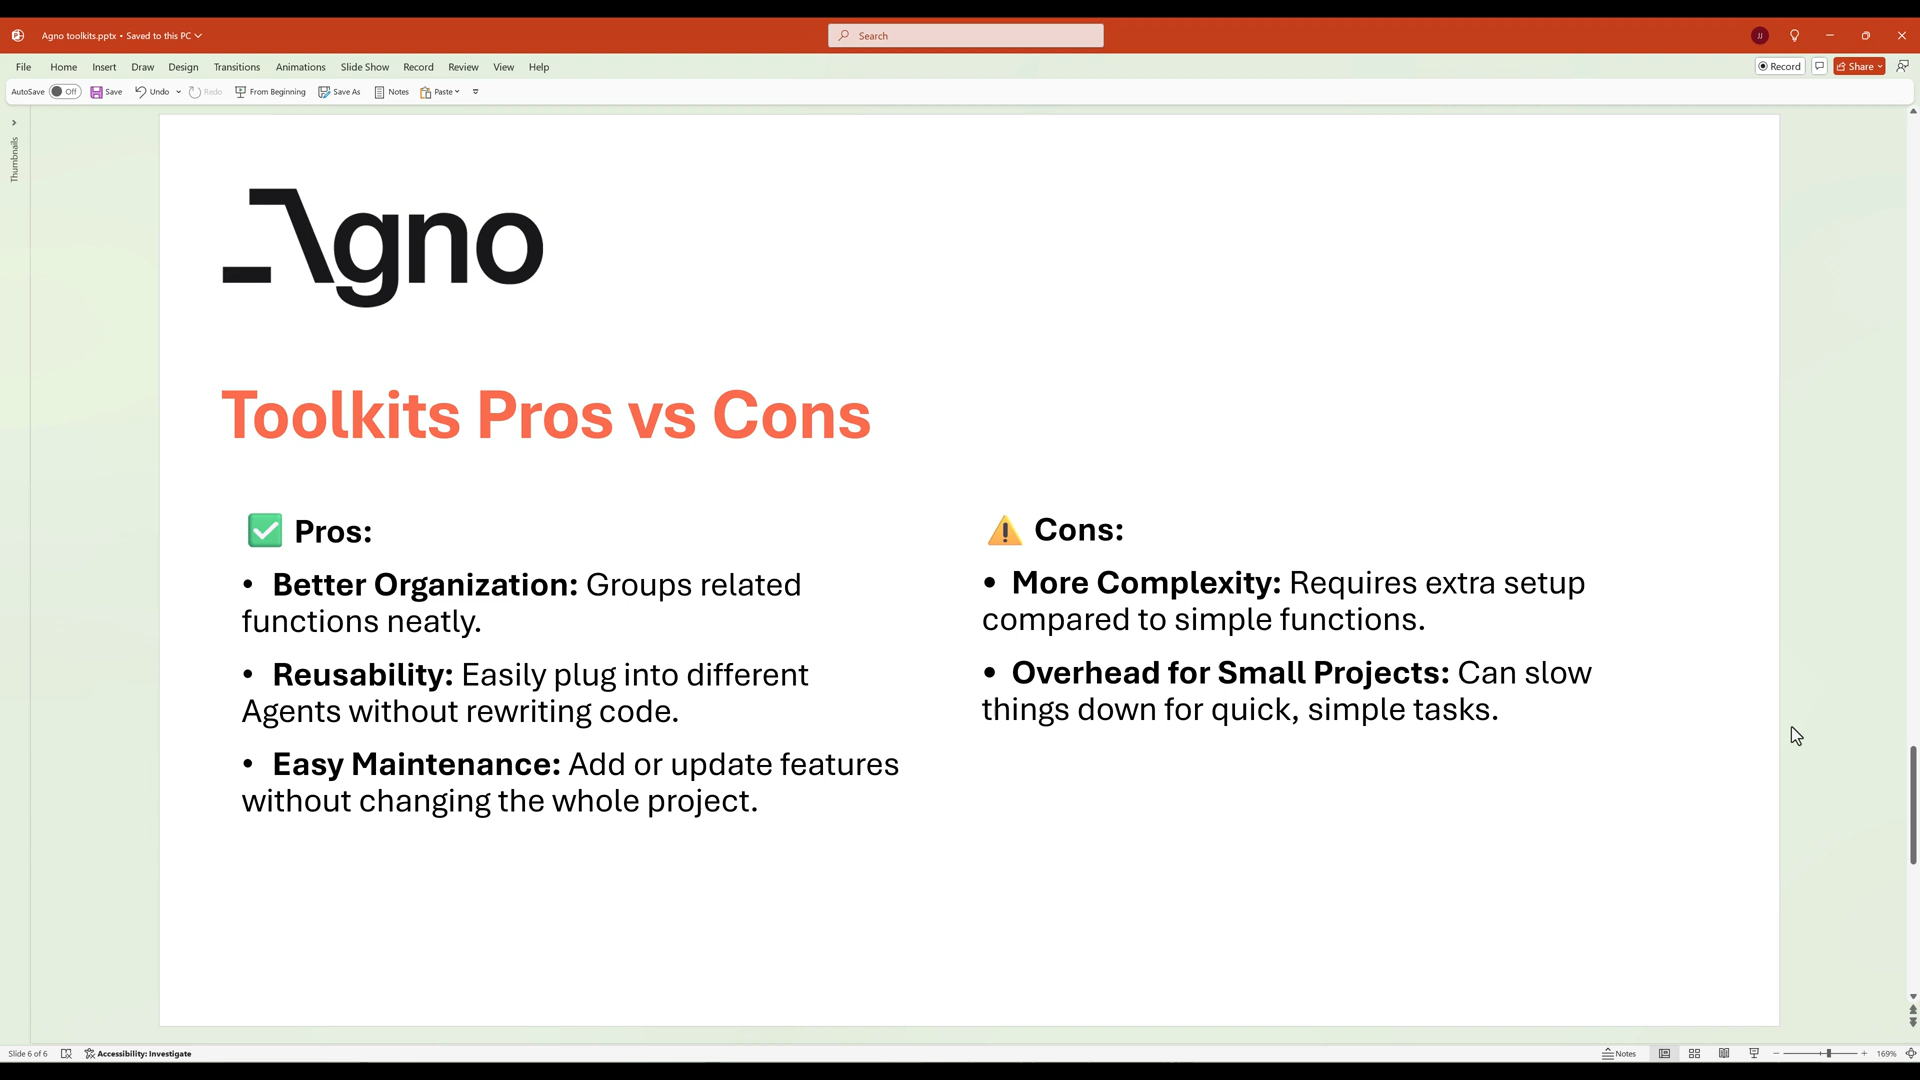 Agno toolkits.pptx • Saved to this PC
Search
JJ
File Home Insert Draw Design Transitions Animations Slide Show Record Review View Help
Record
Share
AutoSave Off Save Undo Redo From Beginning Save As Notes Paste
Thumbnails
Agno
Toolkits Pros vs Cons
✅ Pros:
• Better Organization: Groups related
functions neatly.
• Reusability: Easily plug into different
Agents without rewriting code.
• Easy Maintenance: Add or update features
without changing the whole project.
⚠️ Cons:
• More Complexity: Requires extra setup
compared to simple functions.
• Overhead for Small Projects: Can slow
things down for quick, simple tasks.
Slide 6 of 6 Accessibility: Investigate Notes 169%